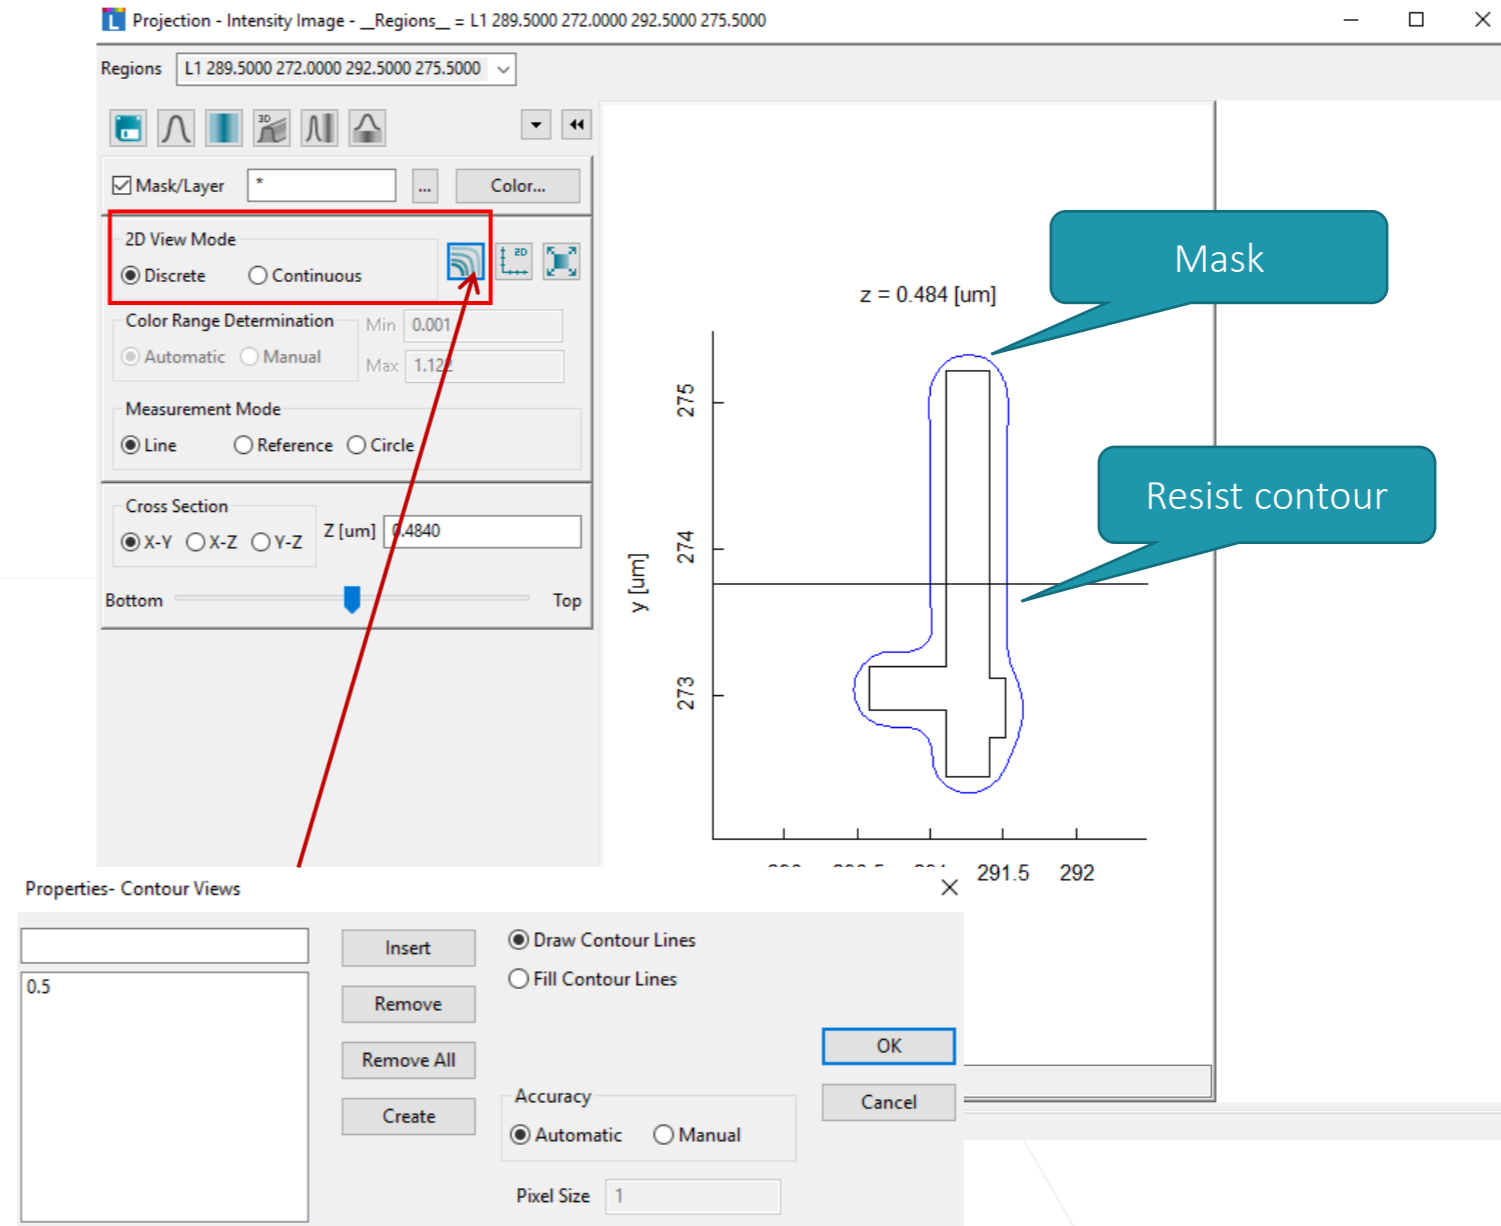 Projection - Intensity Image - __Regions__ = L1 289.5000 272.0000 292.5000 275.5000
Regions L1 289.5000 272.0000 292.5000 275.5000
3D
Mask/Layer * ... Color...
2D View Mode
Discrete Continuous
2D
Color Range Determination Min 0.001
Automatic Manual Max 1.122
Measurement Mode
Line Reference Circle
Cross Section
X-Y X-Z Y-Z Z [um] 0.4840
Bottom Top
Mask
z = 0.484 [um]
Resist contour
275
274
273
y [um]
291.5 292
Properties- Contour Views
0.5
Insert
Remove
Remove All
Create
Draw Contour Lines
Fill Contour Lines
OK
Cancel
Accuracy
Automatic Manual
Pixel Size 1